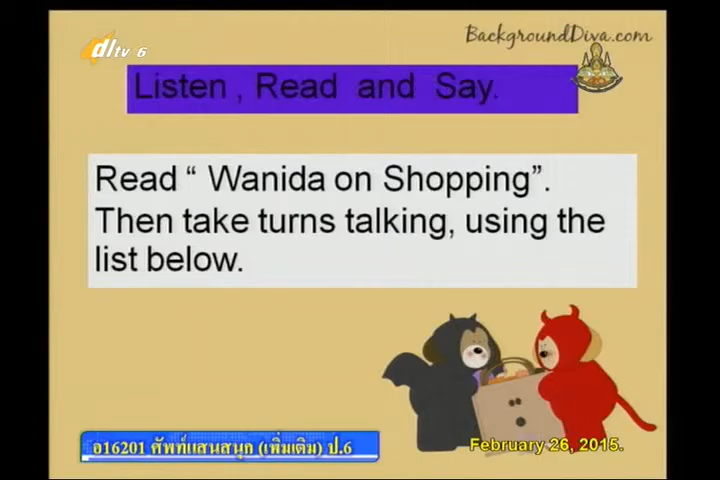 dltv 6
BackgroundDiva.com
Listen , Read and Say.
Read “ Wanida on Shopping”.
Then take turns talking, using the
list below.
อ16201 ศัพท์แสนสนุก (เพิ่มเติม) ป.6
February 26, 2015.